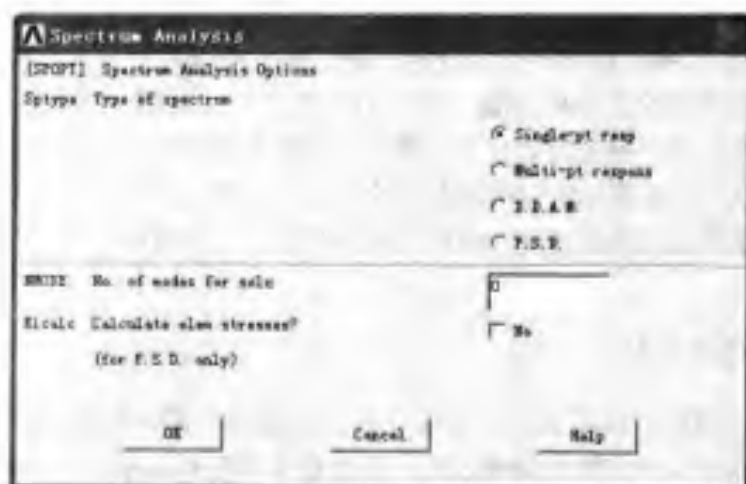 Spectrum Analysis
[SPOPT] Spectrum Analysis Options
Sptype Type of spectrum
Single-pt resp
Multi-pt respons
D.D.A.M.
P.S.D.
NMODE No. of modes for solu
0
Elcalc Calculate elem stresses?
No
(for P.S.D. only)
OK Cancel Help